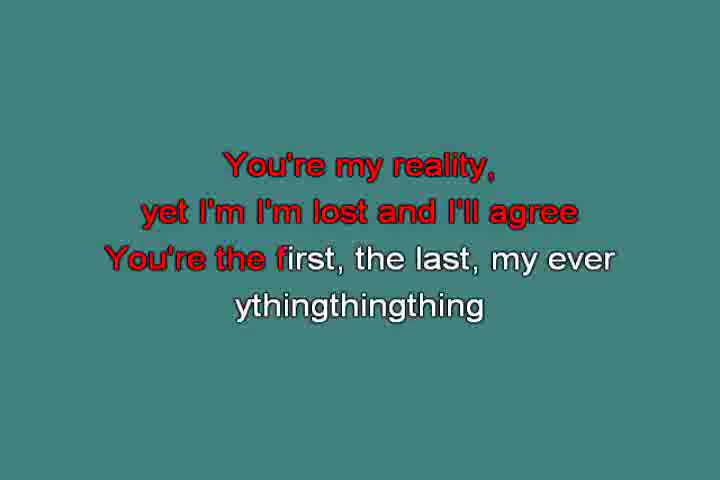 You're my reality,
yet I'm I'm lost and I'll agree
You're the first, the last, my ever
ythingthingthing